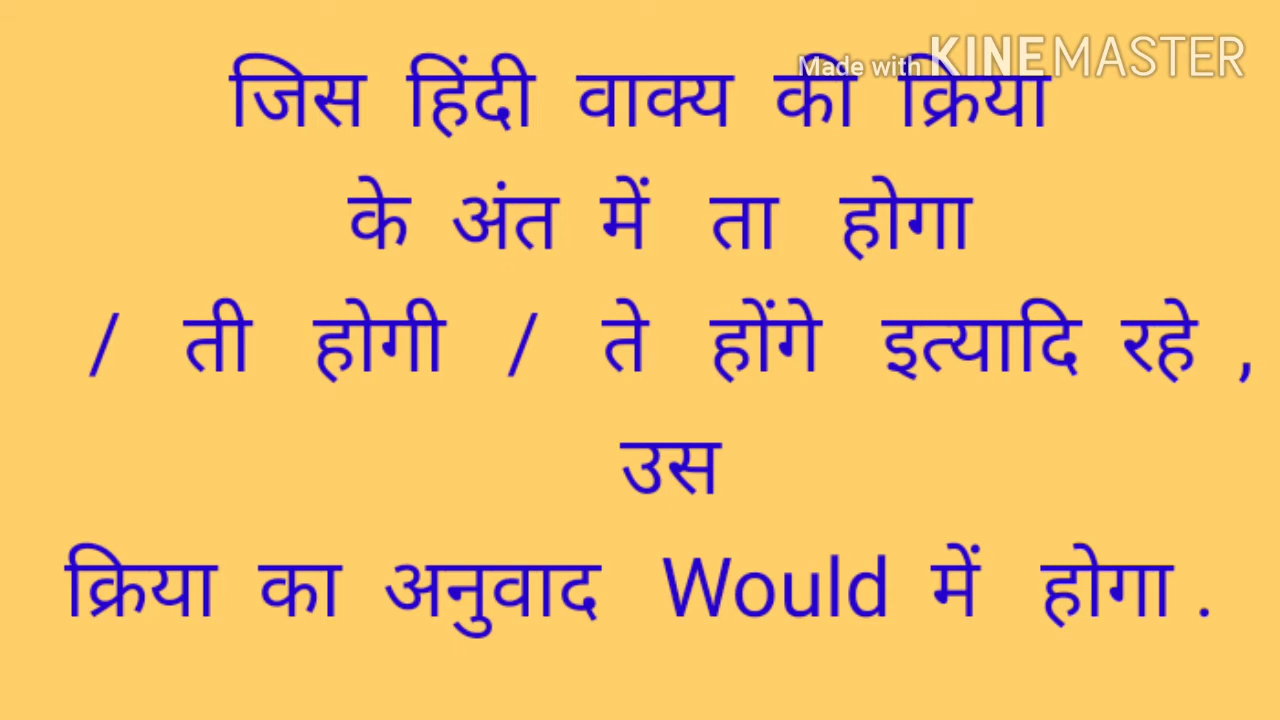 Made with KINEMASTER
जिस हिंदी वाक्य की क्रिया
के अंत में ता होगा
/ ती होगी / ते होंगे इत्यादि रहे ,
उस
क्रिया का अनुवाद Would में होगा .